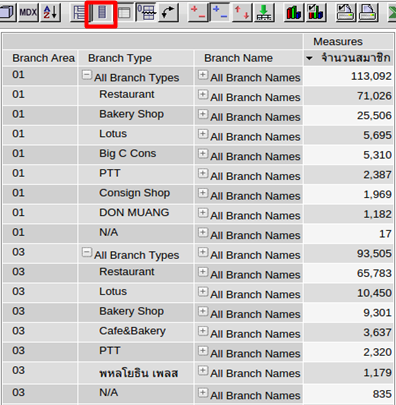 MDX A Z
Measures
Branch Area Branch Type Branch Name จำนวนสมาชิก
01 All Branch Types All Branch Names 113,092
01 Restaurant All Branch Names 71,026
01 Bakery Shop All Branch Names 25,506
01 Lotus All Branch Names 5,695
01 Big C Cons All Branch Names 5,310
01 PTT All Branch Names 2,387
01 Consign Shop All Branch Names 1,969
01 DON MUANG All Branch Names 1,182
01 N/A All Branch Names 17
03 All Branch Types All Branch Names 93,505
03 Restaurant All Branch Names 65,783
03 Lotus All Branch Names 10,450
03 Bakery Shop All Branch Names 9,301
03 Cafe&Bakery All Branch Names 3,637
03 PTT All Branch Names 2,320
03 พหลโยธิน เพลส All Branch Names 1,179
03 N/A All Branch Names 835